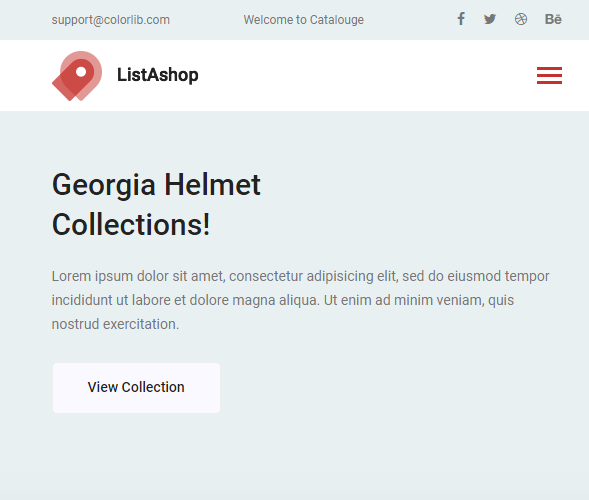 support@colorlib.com Welcome to Catalouge Bē
ListAshop
Georgia Helmet
Collections!
Lorem ipsum dolor sit amet, consectetur adipisicing elit, sed do eiusmod tempor
incididunt ut labore et dolore magna aliqua. Ut enim ad minim veniam, quis
nostrud exercitation.
View Collection